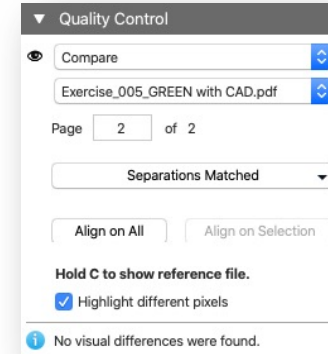 Quality Control
Compare
Exercise_005_GREEN with CAD.pdf
Page 2 of 2
Separations Matched
Align on All Align on Selection
Hold C to show reference file.
Highlight different pixels
No visual differences were found.